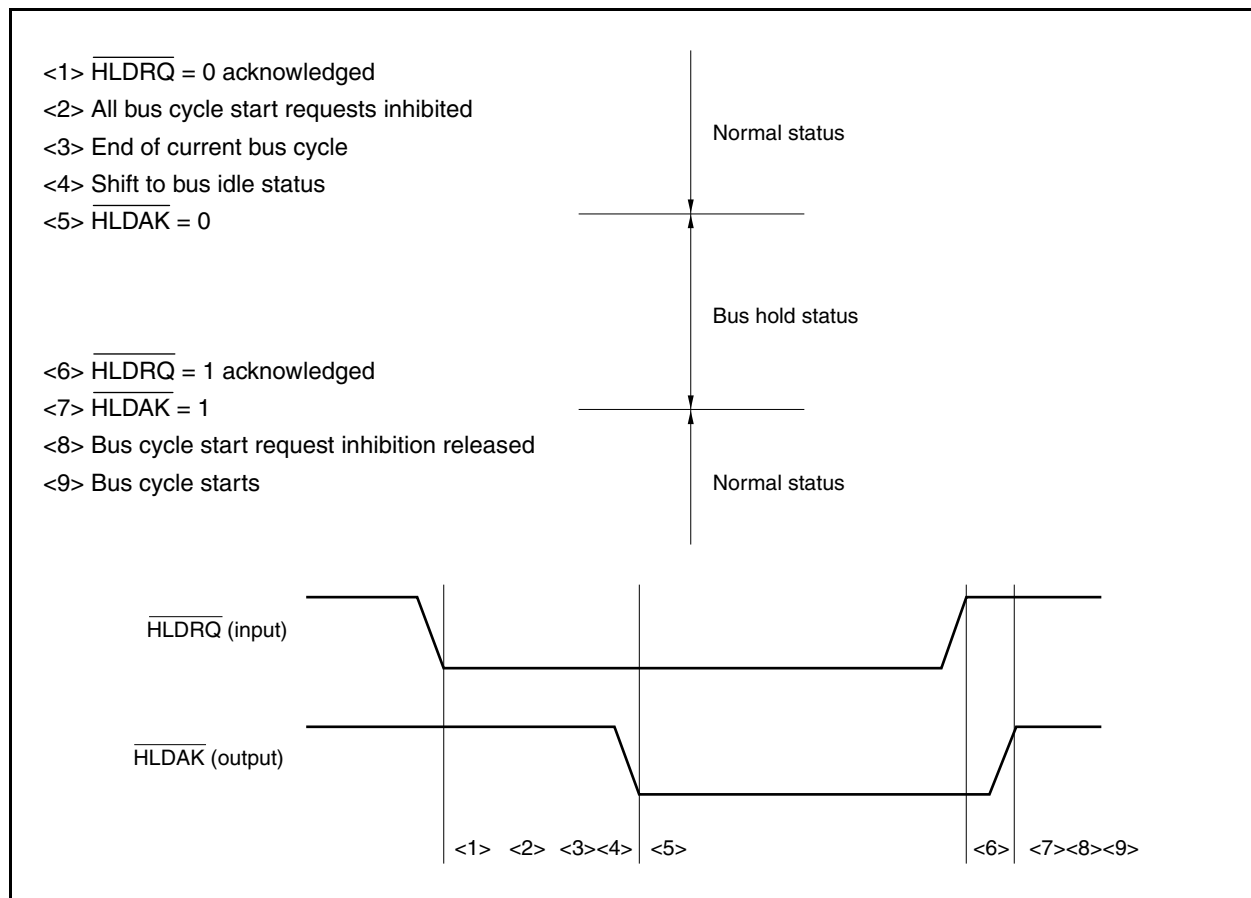 <1> HLDRQ = 0 acknowledged
<2> All bus cycle start requests inhibited
<3> End of current bus cycle
<4> Shift to bus idle status
<5> HLDAK = 0
Normal status
Bus hold status
<6> HLDRQ = 1 acknowledged
<7> HLDAK = 1
<8> Bus cycle start request inhibition released
<9> Bus cycle starts
Normal status
HLDRQ (input)
HLDAK (output)
<1> <2> <3><4> <5> <6> <7><8><9>